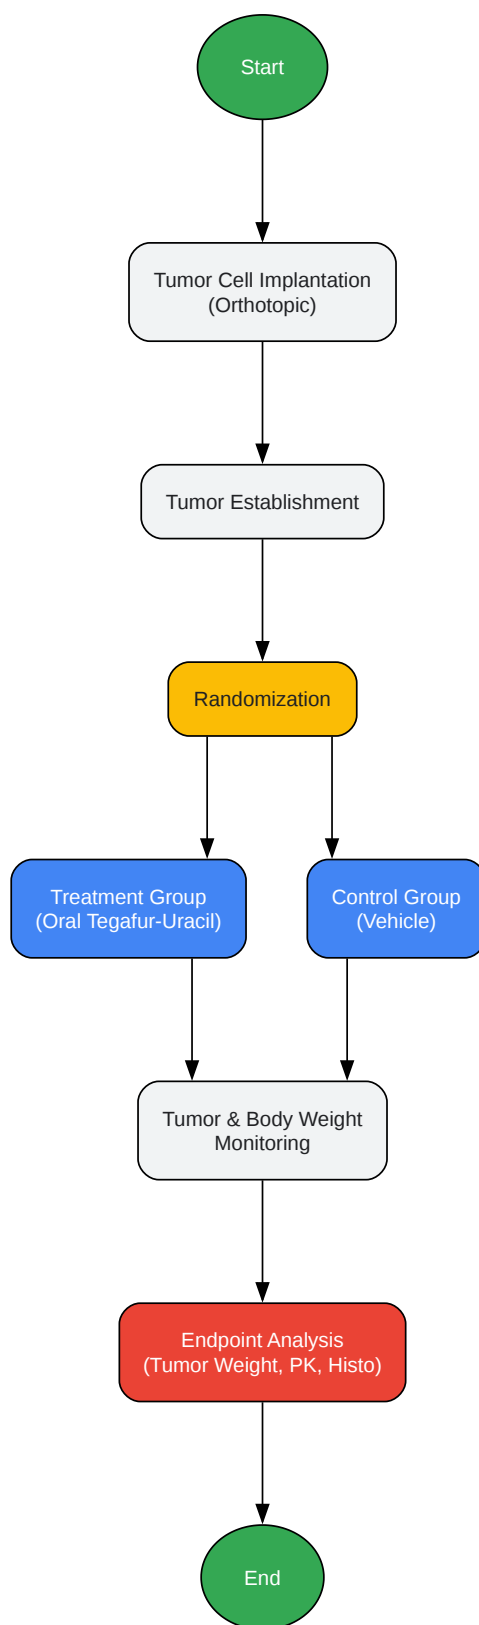 Start
Tumor Cell Implantation
(Orthotopic)
Tumor Establishment
Randomization
Treatment Group
(Oral Tegafur-Uracil)
Control Group
(Vehicle)
Tumor & Body Weight
Monitoring
Endpoint Analysis
(Tumor Weight, PK, Histo)
End